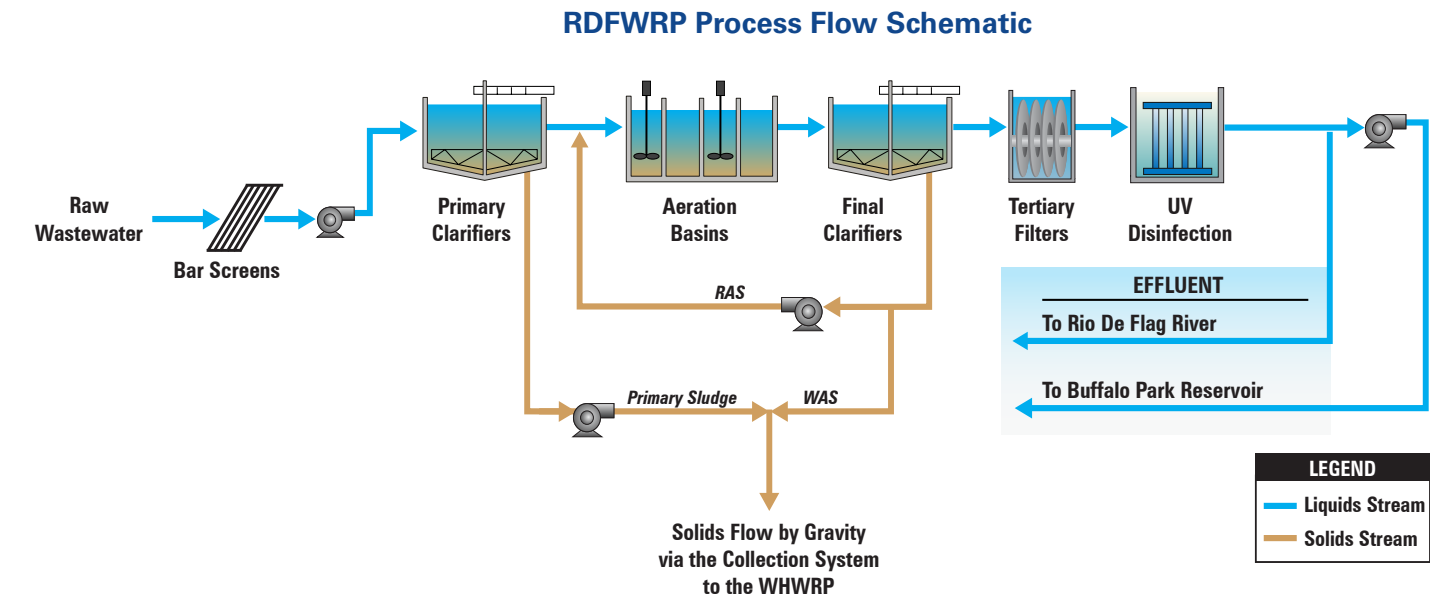 RDFWRP Process Flow Schematic
Raw
Wastewater
Bar Screens
Primary
Clarifiers
Aeration
Basins
Final
Clarifiers
Tertiary
Filters
UV
Disinfection
RAS
Primary Sludge
WAS
Solids Flow by Gravity
via the Collection System
to the WHWRP
EFFLUENT
To Rio De Flag River
To Buffalo Park Reservoir
LEGEND
Liquids Stream
Solids Stream